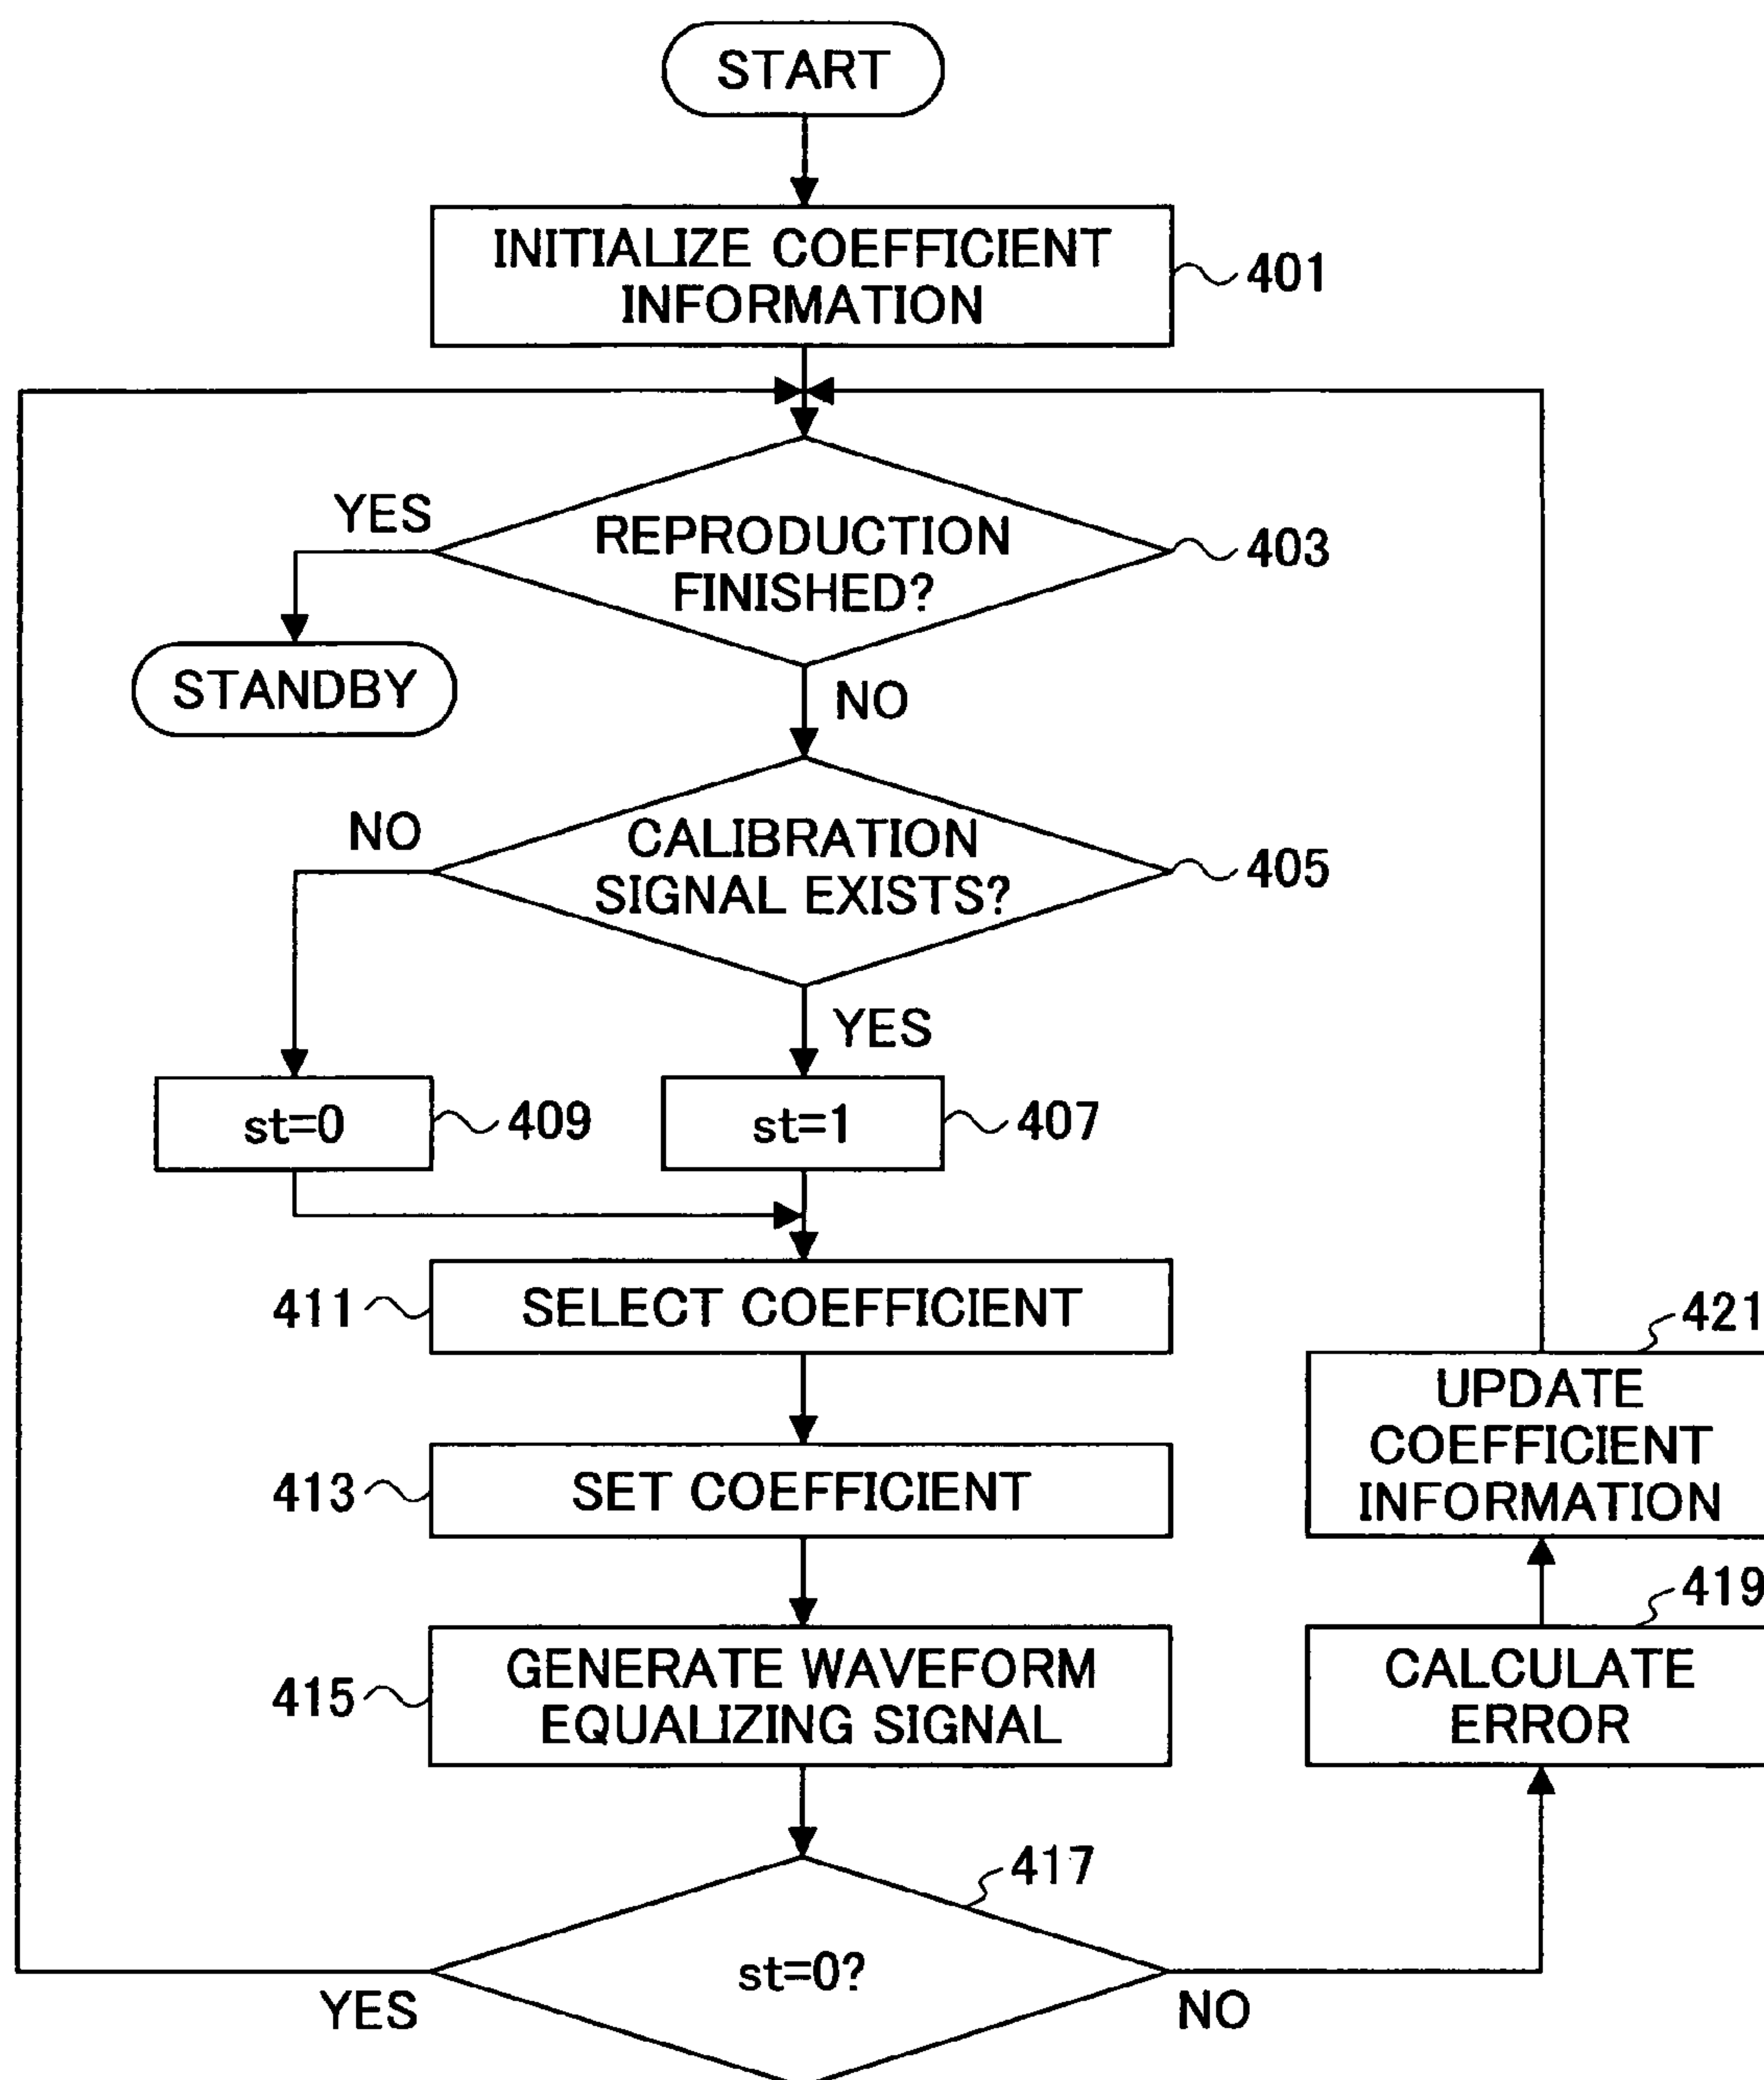 START
INITIALIZE COEFFICIENT
INFORMATION
401
YES
REPRODUCTION
FINISHED?
403
STANDBY
NO
NO
CALIBRATION
SIGNAL EXISTS?
405
YES
st=0
409
st=1
407
411
SELECT COEFFICIENT
421
UPDATE
COEFFICIENT
INFORMATION
413
SET COEFFICIENT
419
415
GENERATE WAVEFORM
EQUALIZING SIGNAL
CALCULATE
ERROR
417
st=0?
YES
NO